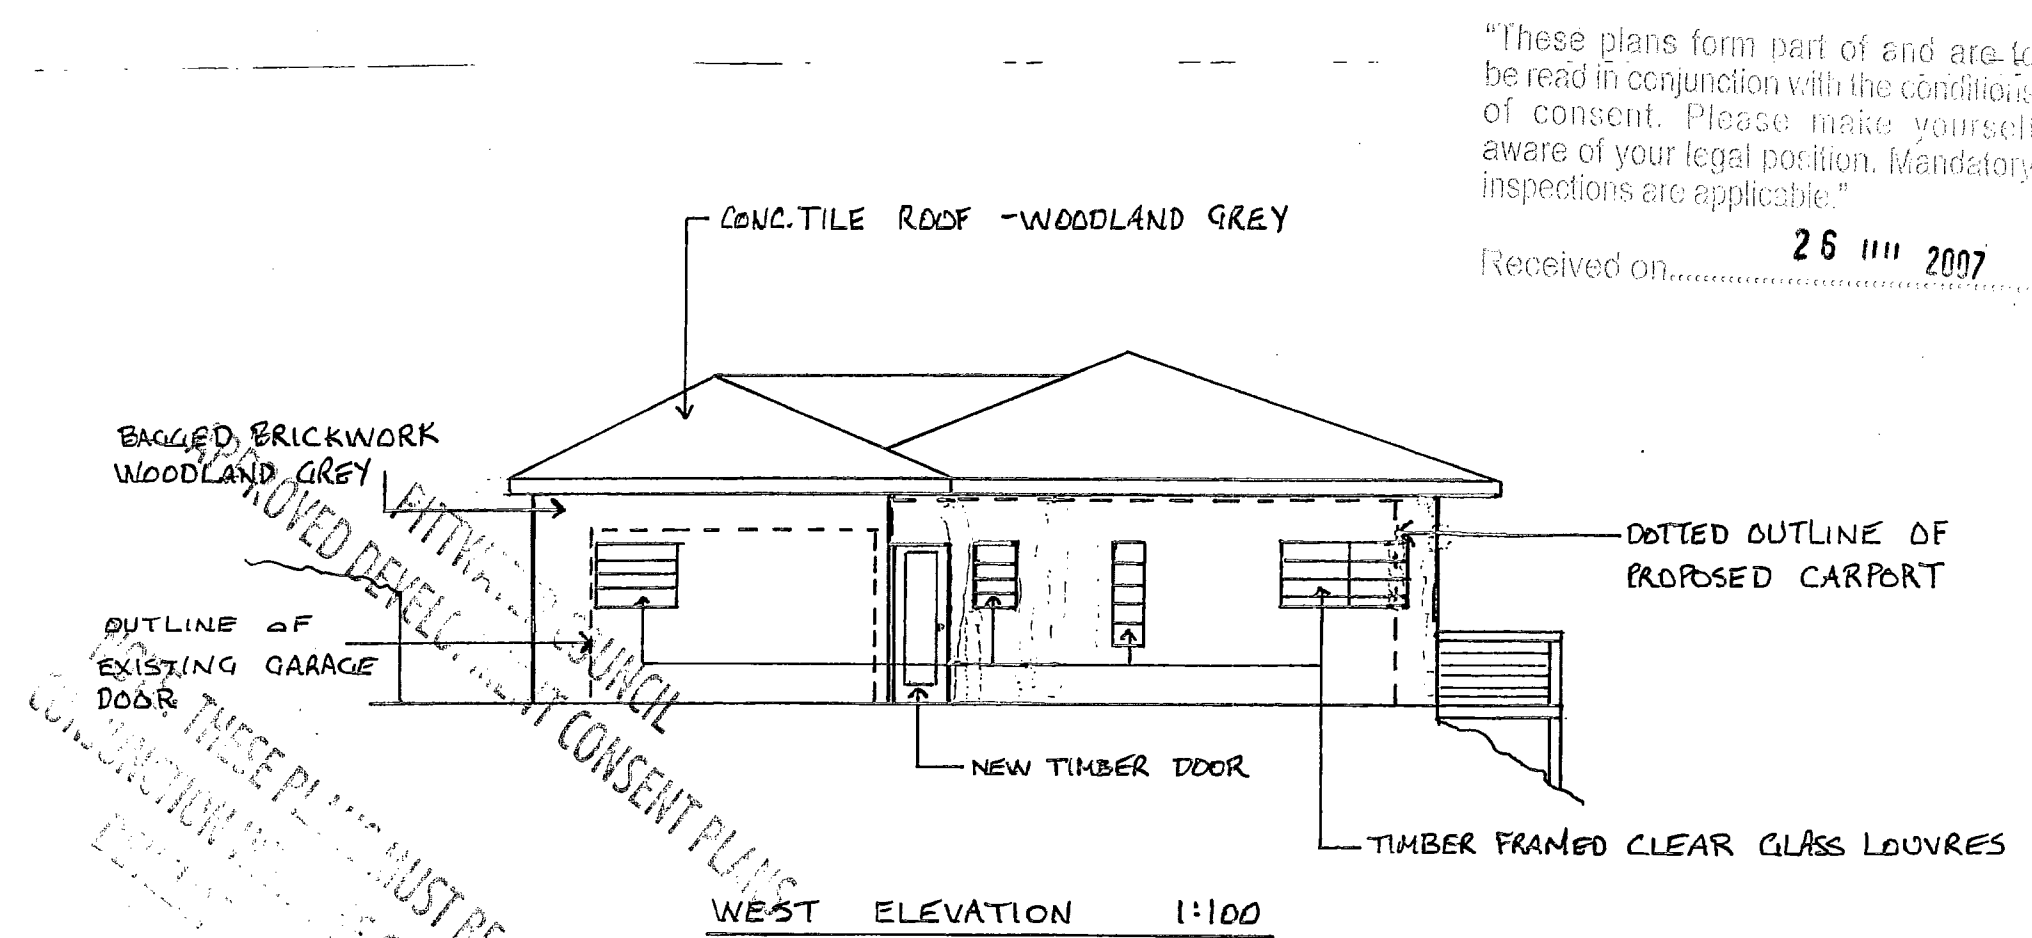 "These plans form part of and are to
be read in conjunction with the conditions
of consent. Please make yourself
aware of your legal position. Mandatory
inspections are applicable."
Received on
26 2007
CONC. TILE ROOF - WOODLAND GREY
BAGGED BRICKWORK
WOODLAND GREY
OUTLINE OF
EXISTING GARAGE
DOOR
DOTTED OUTLINE OF
PROPOSED CARPORT
NEW TIMBER DOOR
TIMBER FRAMED CLEAR GLASS LOUVRES
WEST ELEVATION 1:100
COUNCIL
APPROVED CONSENT PLANS
THESE MUST